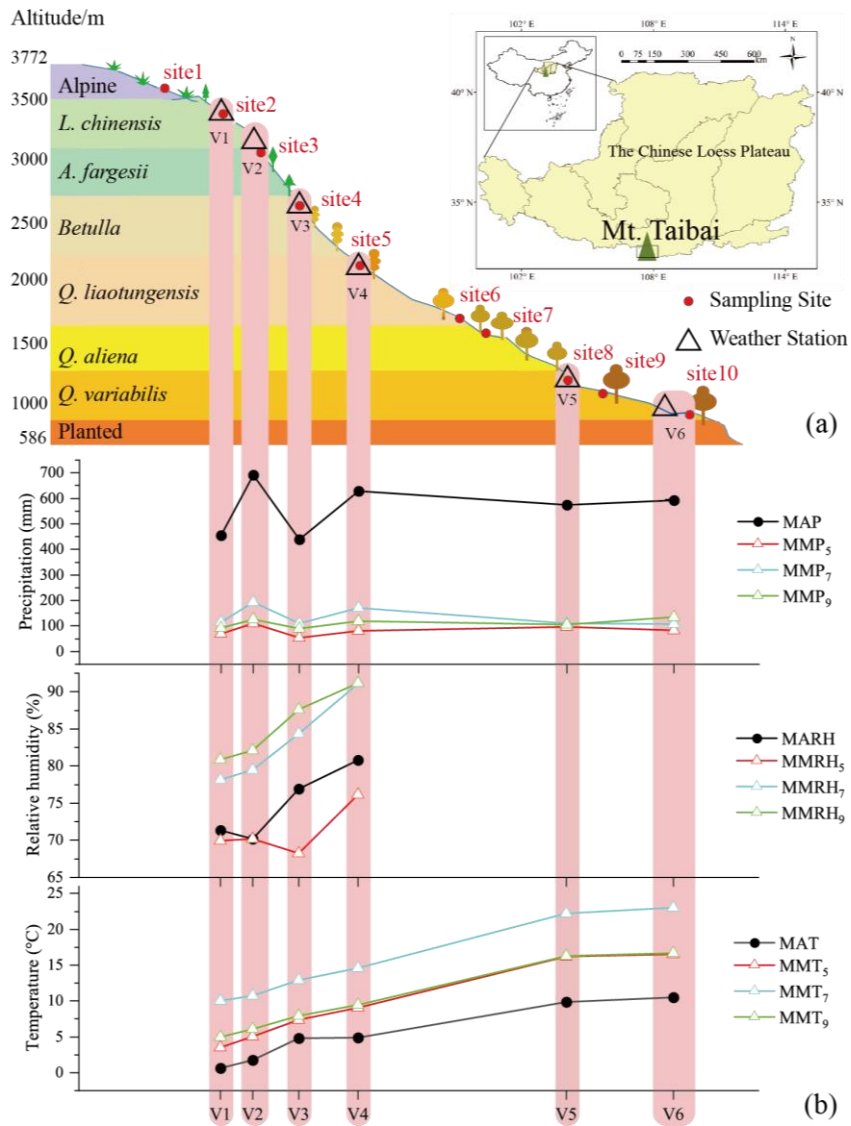 Altitude/m
3772
3500
3000
2500
2000
1500
1000
586
Alpine
L. chinensis
A. fargesii
Betulla
Q. liaotungensis
Q. aliena
Q. variabilis
Planted
site1
site2
site3
site4
site5
site6
site7
site8
site9
site10
V1
V2
V3
V4
V5
V6
102° E
108° E
114° E
0 75 150 300 450 600
km
N
40°N
40°N
35°N
35°N
The Chinese Loess Plateau
Mt. Taibai
102° E
108° E
114° E
Sampling Site
Weather Station
(a)
Precipitation (mm)
700
600
500
400
300
200
100
0
MAP
MMP5
MMP7
MMP9
Relative humidity (%)
90
85
80
75
70
65
MARH
MMRH5
MMRH7
MMRH9
Temperature (°C)
25
20
15
10
5
0
MAT
MMT5
MMT7
MMT9
V1 V2 V3 V4 V5 V6
(b)